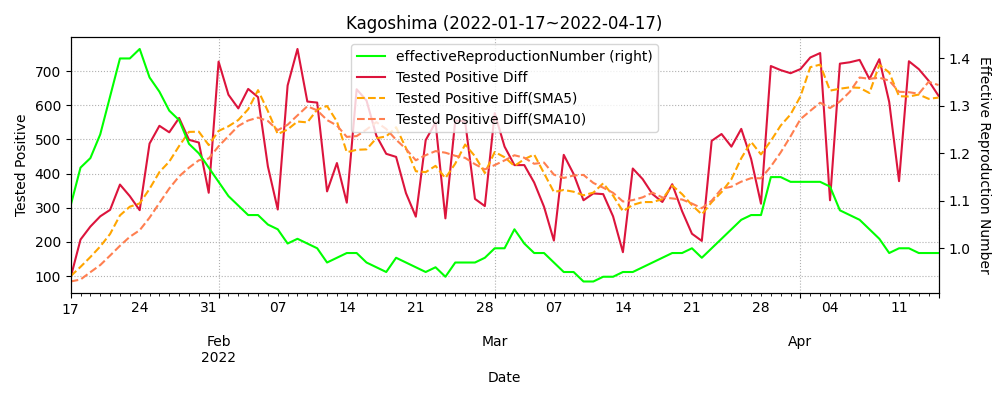 Kagoshima (2022-01-17~2022-04-17)
effectiveReproductionNumber (right)
Tested Positive Diff
Tested Positive Diff(SMA5)
Tested Positive Diff(SMA10)
Tested Positive
700
600
500
400
300
200
100
1.4
1.3
1.2
1.1
1.0
Effective Reproduction Number
17 24 31 07 14 21 28 07 14 21 28 04 11
Feb Mar Apr
2022
Date